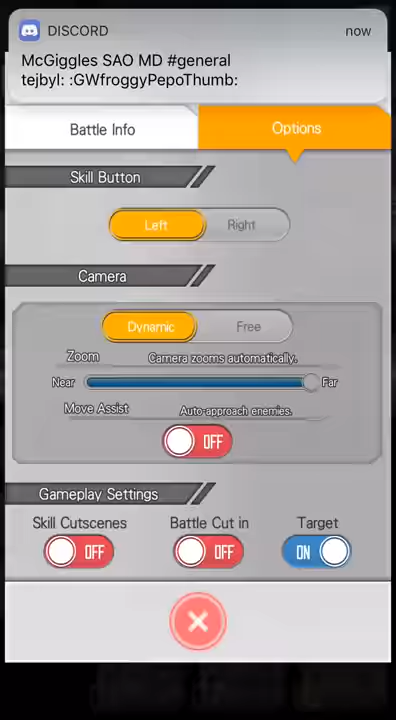 DISCORD now
McGiggles SAO MD #general
tejbyl: :GWfroggyPepoThumb:
Battle Info Options
Skill Button
Left Right
Camera
Dynamic Free
Zoom Camera zooms automatically.
Near Far
Move Assist Auto-approach enemies.
OFF
Gameplay Settings
Skill Cutscenes Battle Cut in Target
OFF OFF ON